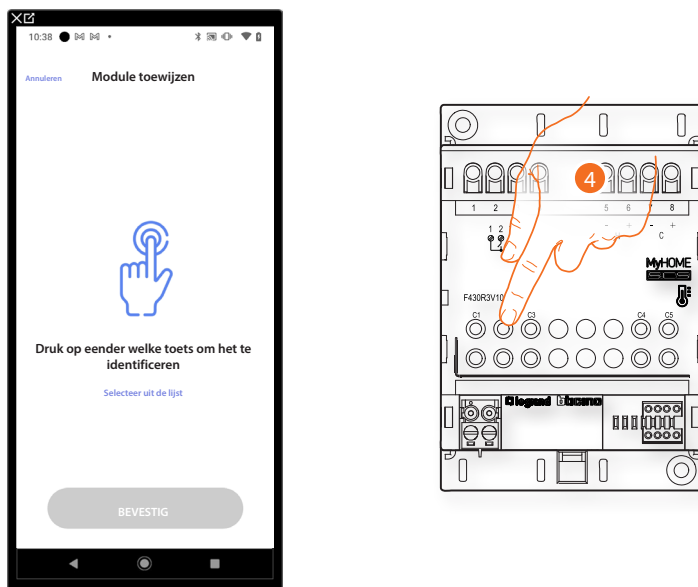 10:38
Annuleren Module toewijzen
Druk op eender welke toets om het te
identificeren
Selecteer uit de lijst
BEVESTIG
4
1 2 5 6 7 8
- + - +
1 2
C
MyHOME
SCS
F430R3V10
C1 C3 C4 C5
legrand bticino